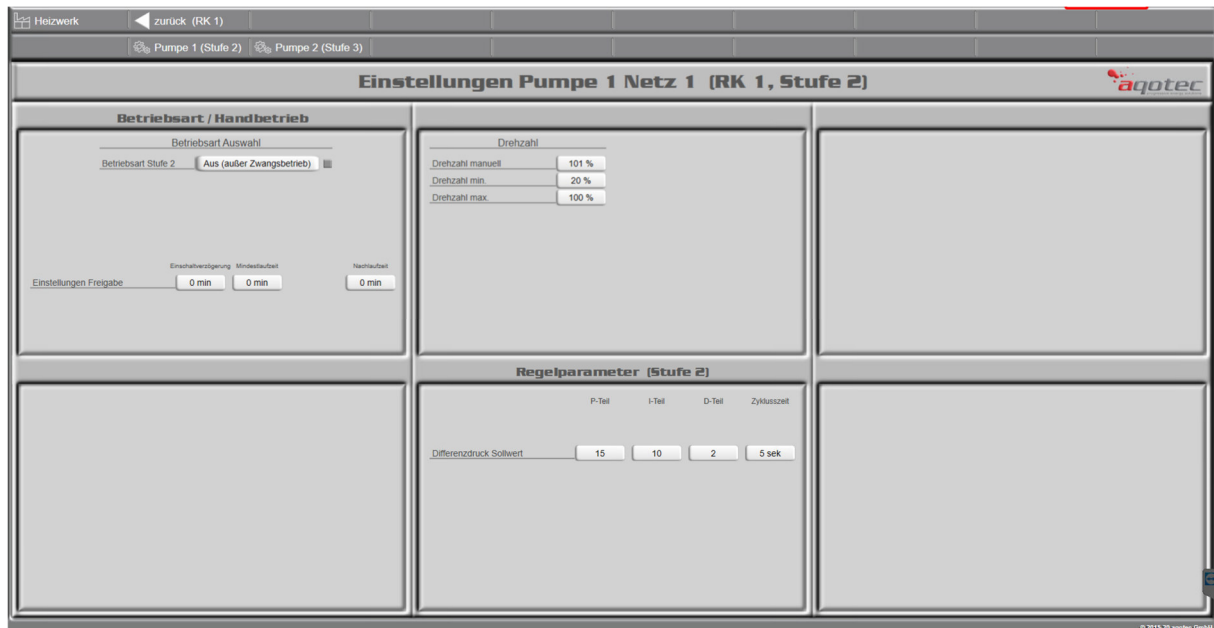 Heizwerk
zurück (RK 1)
Pumpe 1 (Stufe 2)
Pumpe 2 (Stufe 3)
Einstellungen Pumpe 1 Netz 1 (RK 1, Stufe 2)
aqotec
Betriebsart / Handbetrieb
Betriebsart Auswahl
Betriebsart Stufe 2 Aus (außer Zwangsbetrieb)
Einschaltverzögerung Mindestlaufzeit Nachlaufzeit
Einstellungen Freigabe 0 min 0 min 0 min
Drehzahl
Drehzahl manuell 101 %
Drehzahl min. 20 %
Drehzahl max. 100 %
Regelparameter (Stufe 2)
P-Teil I-Teil D-Teil Zyklusszeit
Differenzdruck Sollwert 15 10 2 5 sek